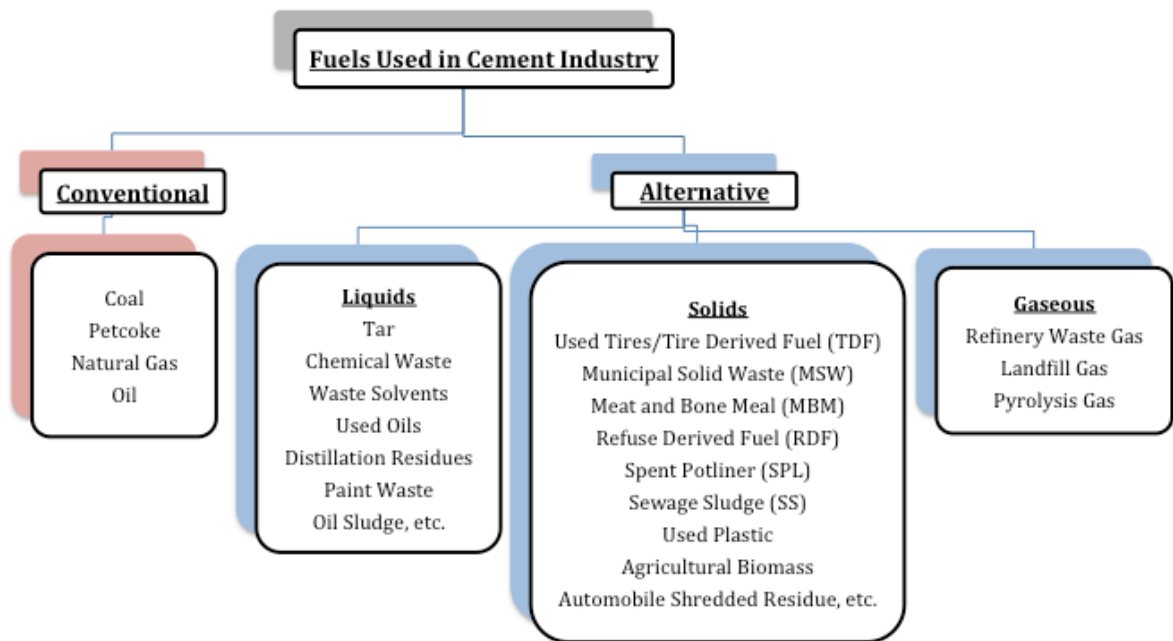 Fuels Used in Cement Industry
Conventional
Alternative
Coal
Petcoke
Natural Gas
Oil
Liquids
Tar
Chemical Waste
Waste Solvents
Used Oils
Distillation Residues
Paint Waste
Oil Sludge, etc.
Solids
Used Tires/Tire Derived Fuel (TDF)
Municipal Solid Waste (MSW)
Meat and Bone Meal (MBM)
Refuse Derived Fuel (RDF)
Spent Potliner (SPL)
Sewage Sludge (SS)
Used Plastic
Agricultural Biomass
Automobile Shredded Residue, etc.
Gaseous
Refinery Waste Gas
Landfill Gas
Pyrolysis Gas